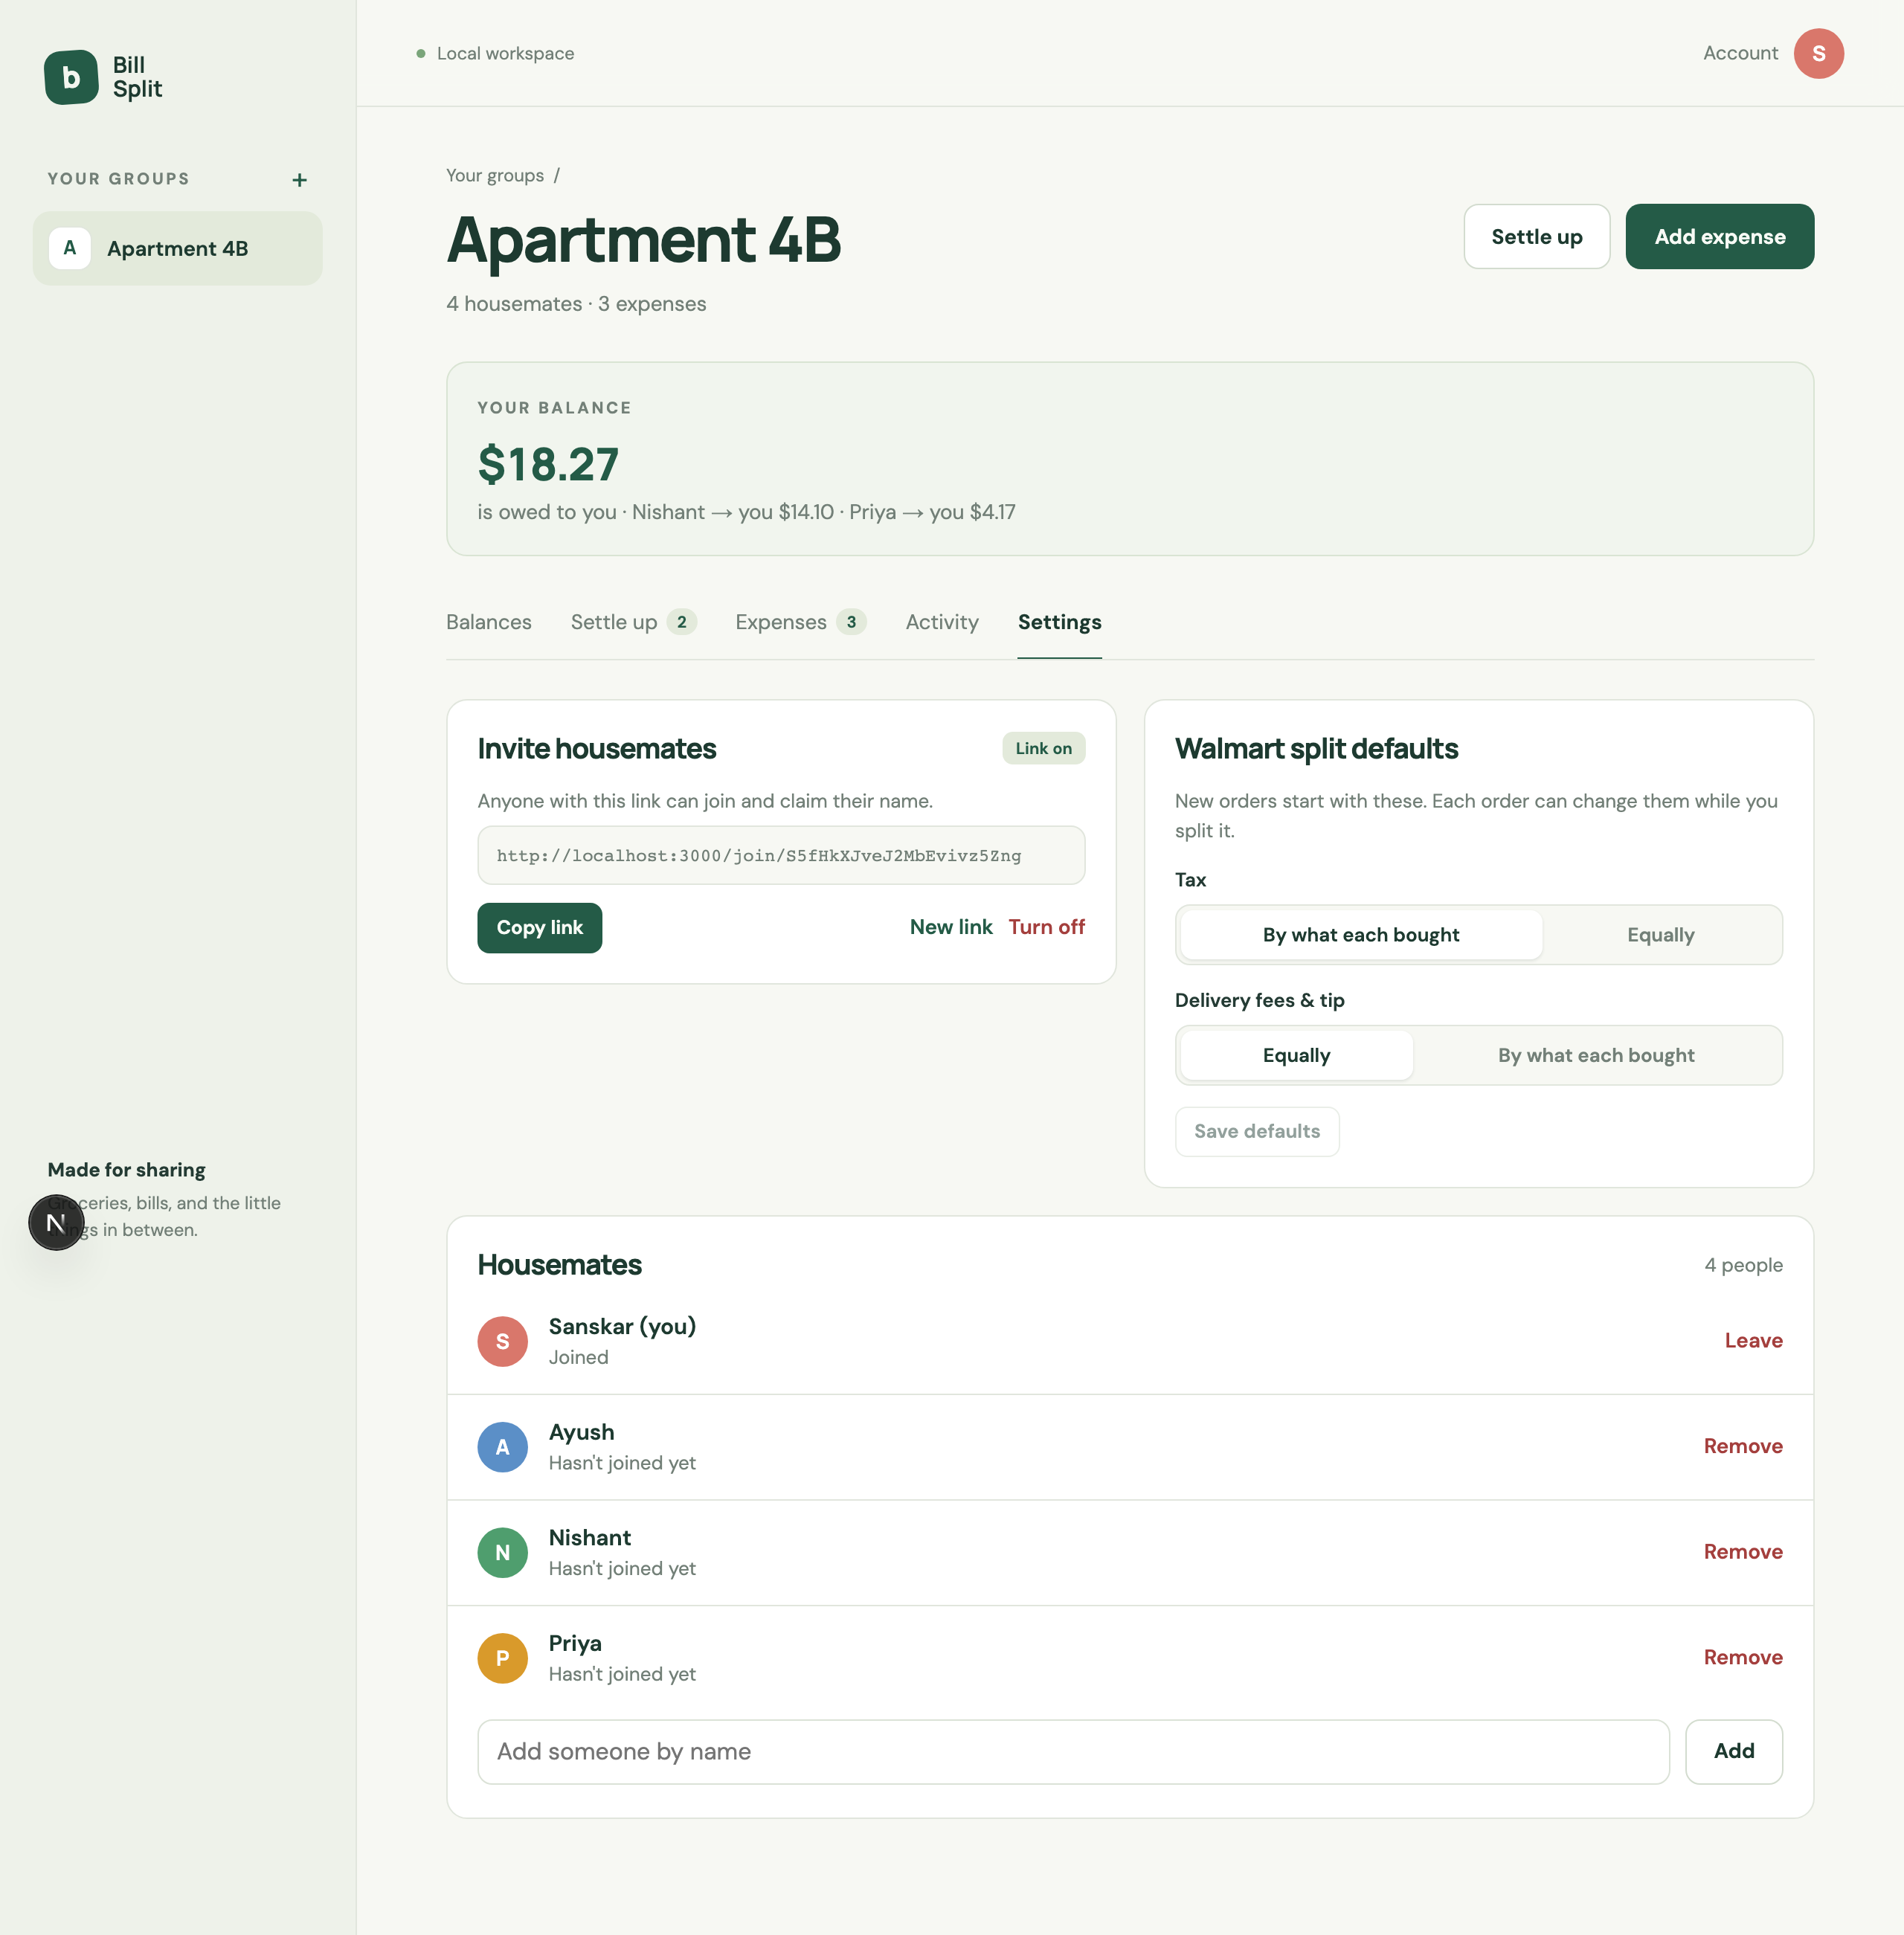 b
Bill
Split
Local workspace
Account
S
YOUR GROUPS
+
A
Apartment 4B
Your groups /
Apartment 4B
Settle up
Add expense
4 housemates · 3 expenses
YOUR BALANCE
$18.27
is owed to you · Nishant → you $14.10 · Priya → you $4.17
Balances
Settle up 2
Expenses 3
Activity
Settings
Invite housemates
Link on
Anyone with this link can join and claim their name.
http://localhost:3000/join/S5fHkXJveJ2MbEvivz5Zng
Copy link
New link
Turn off
Walmart split defaults
New orders start with these. Each order can change them while you
split it.
Tax
By what each bought
Equally
Delivery fees & tip
Equally
By what each bought
Save defaults
Made for sharing
Groceries, bills, and the little
things in between.
N
Housemates
4 people
S
Sanskar (you)
Joined
Leave
A
Ayush
Hasn't joined yet
Remove
N
Nishant
Hasn't joined yet
Remove
P
Priya
Hasn't joined yet
Remove
Add someone by name
Add